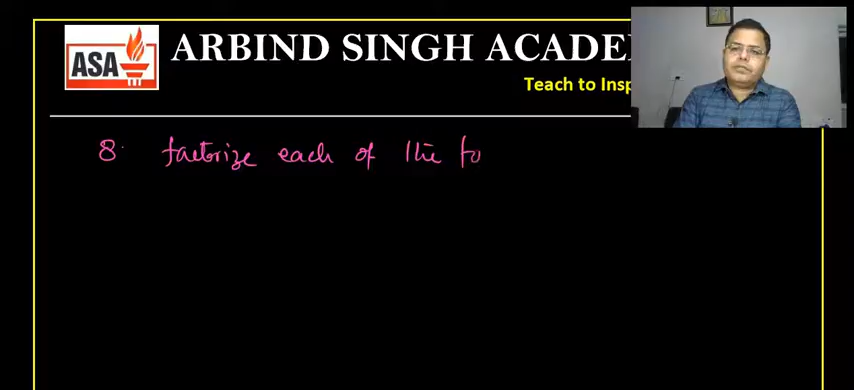 ASA
ARBIND SINGH ACADE
Teach to Insp
8. factorize each of the fo